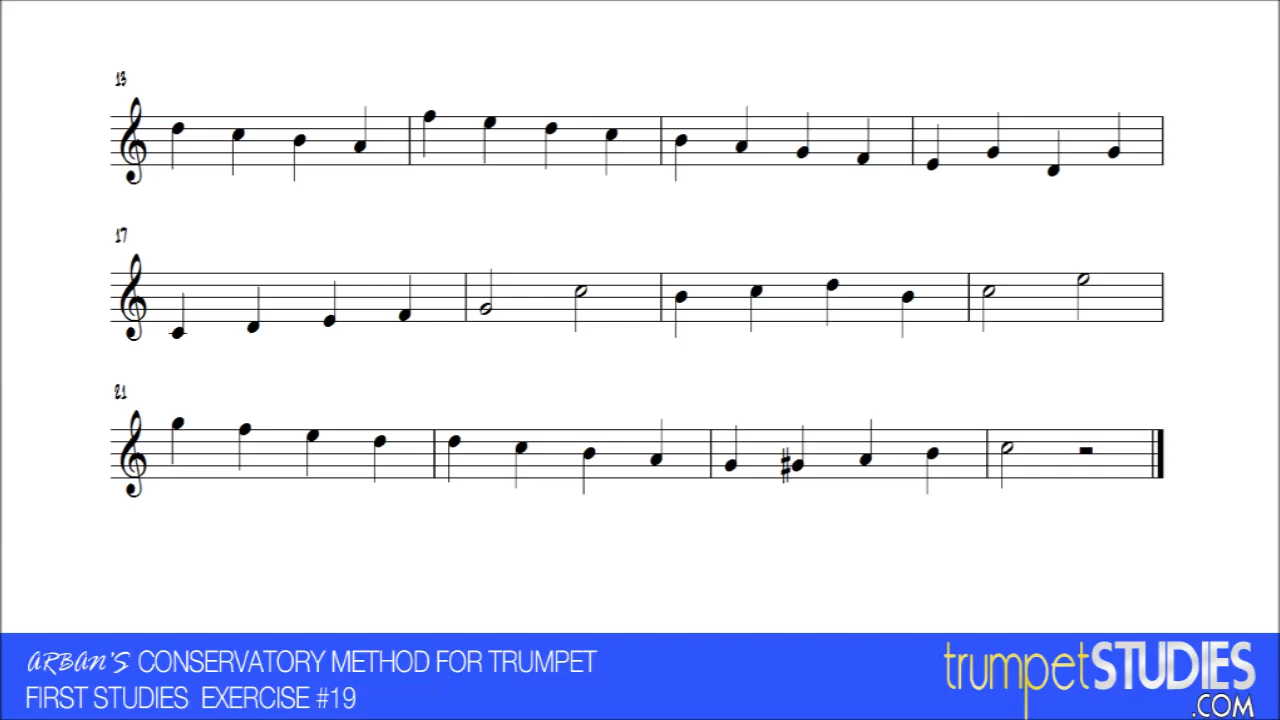 13
17
21
ARBAN'S CONSERVATORY METHOD FOR TRUMPET
FIRST STUDIES EXERCISE #19
trumpetSTUDIES
.COM